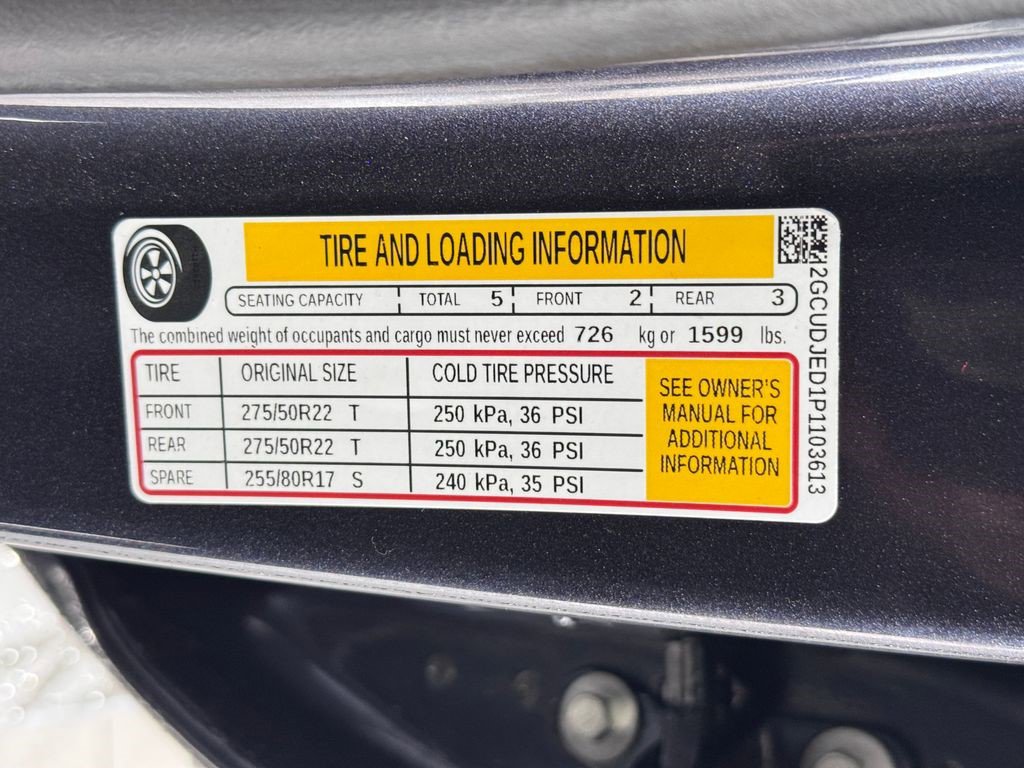 TIRE AND LOADING INFORMATION
SEATING CAPACITY TOTAL 5 FRONT 2 REAR 3
The combined weight of occupants and cargo must never exceed 726 kg or 1599 lbs.
TIRE ORIGINAL SIZE COLD TIRE PRESSURE
FRONT 275/50R22 T 250 kPa, 36 PSI
REAR 275/50R22 T 250 kPa, 36 PSI
SPARE 255/80R17 S 240 kPa, 35 PSI
SEE OWNER'S
MANUAL FOR
ADDITIONAL
INFORMATION
2GCUDJED1P1103613